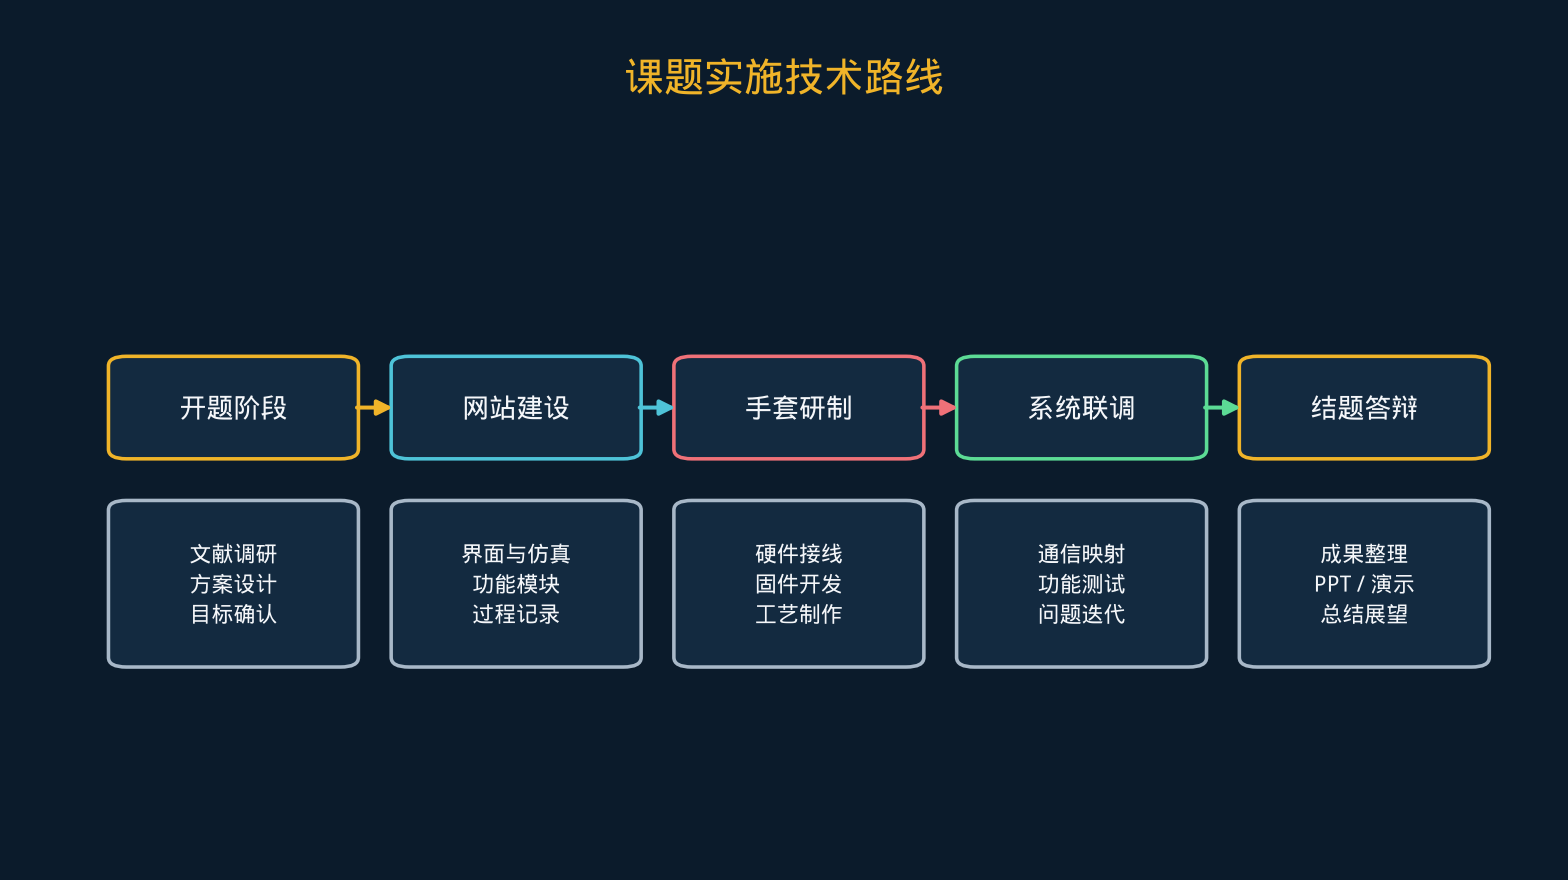 课题实施技术路线
开题阶段
网站建设
手套研制
系统联调
结题答辩
文献调研
方案设计
目标确认
界面与仿真
功能模块
过程记录
硬件接线
固件开发
工艺制作
通信映射
功能测试
问题迭代
成果整理
PPT / 演示
总结展望